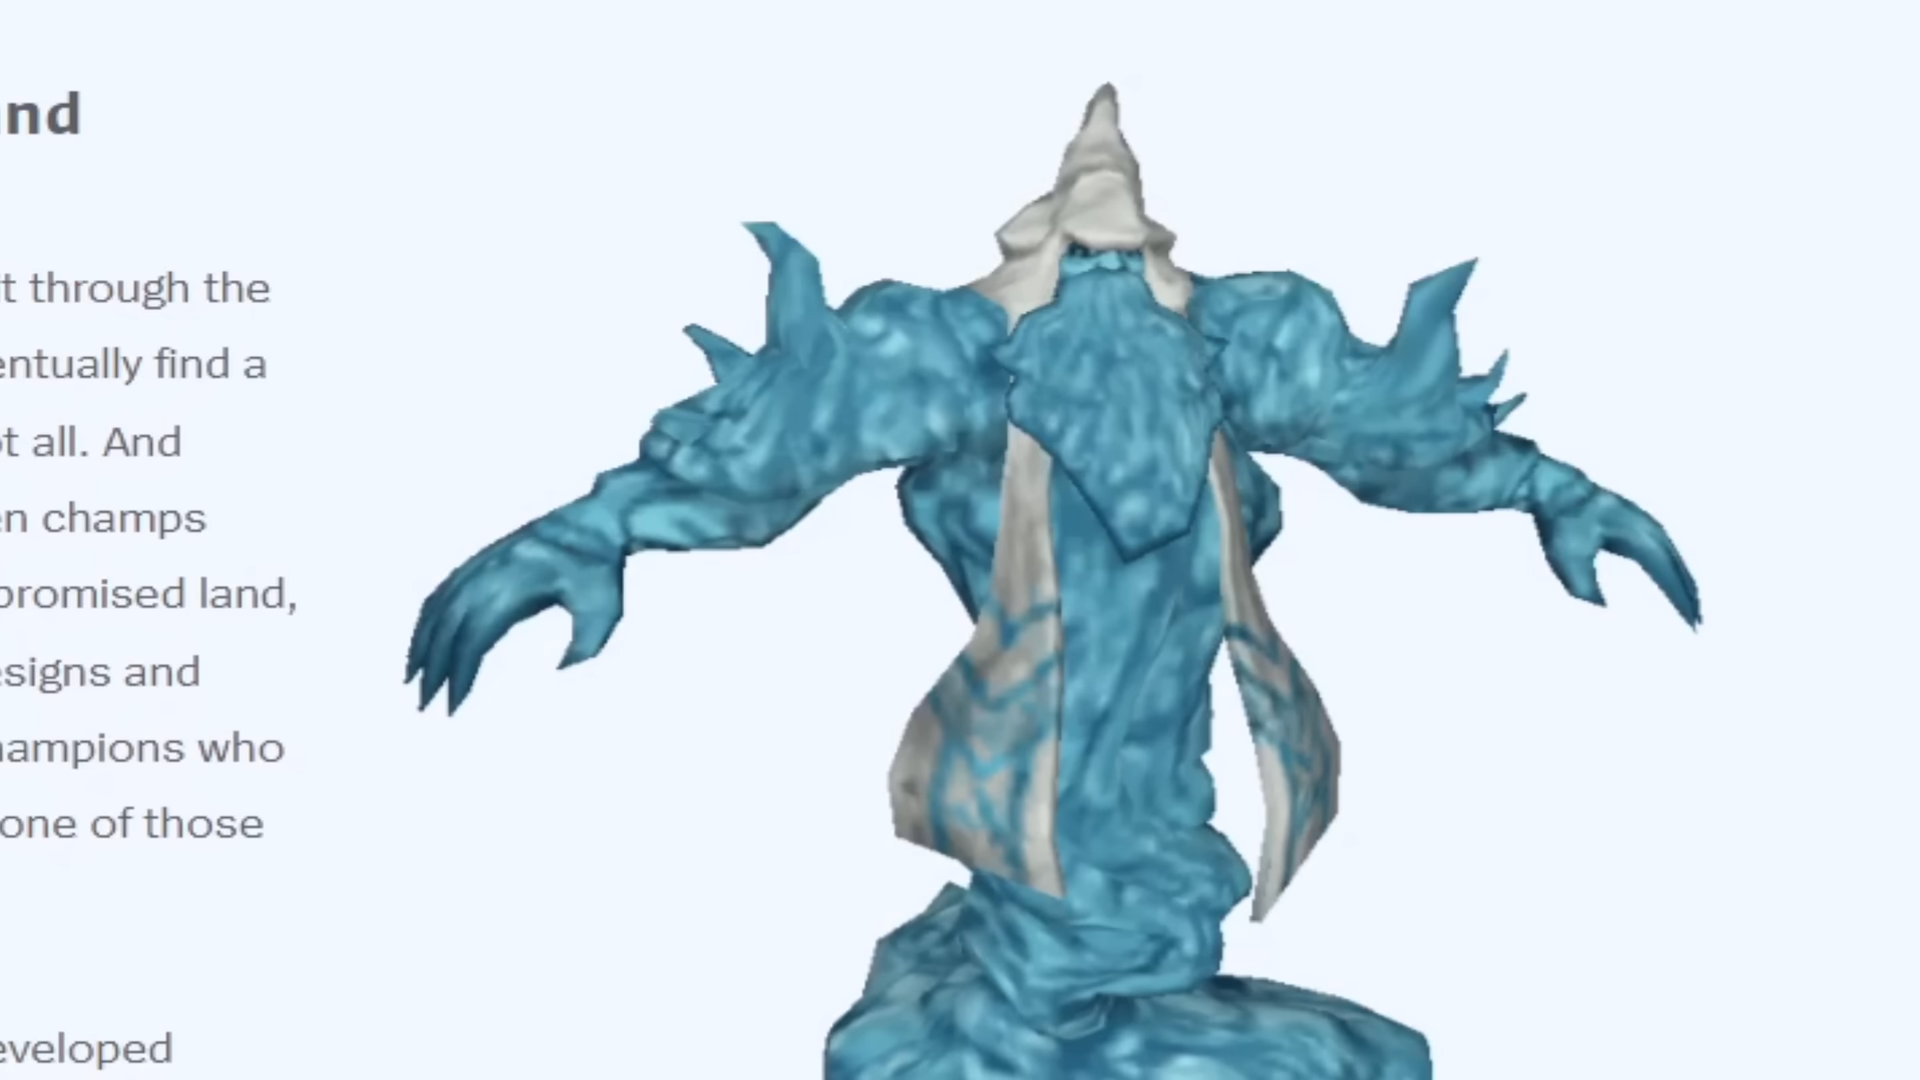 nd
t through the
entually find a
ot all. And
en champs
promised land,
esigns and
hampions who
one of those
eveloped